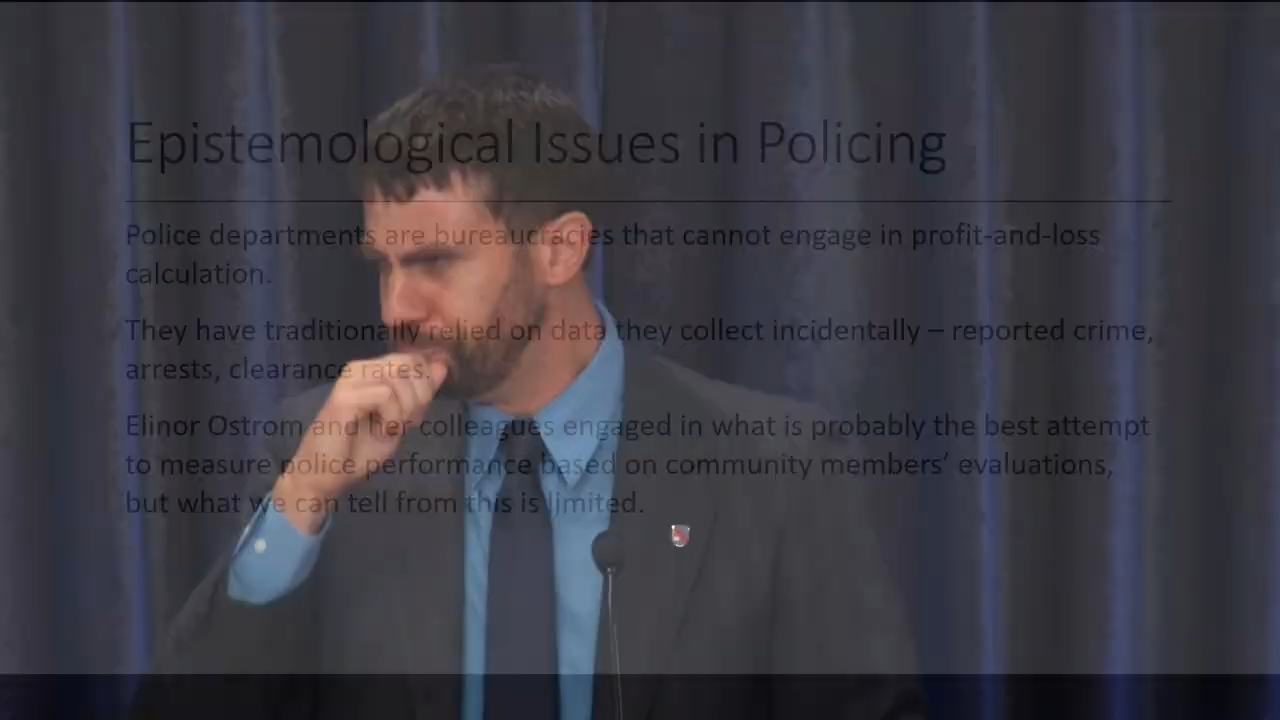 Epistemological Issues in Policing
Police departments are bureaucracies that cannot engage in profit-and-loss
calculation.
They have traditionally relied on data they collect incidentally – reported crime,
arrests, clearance rates.
Elinor Ostrom and her colleagues engaged in what is probably the best attempt
to measure police performance based on community members’ evaluations,
but what we can tell from this is limited.